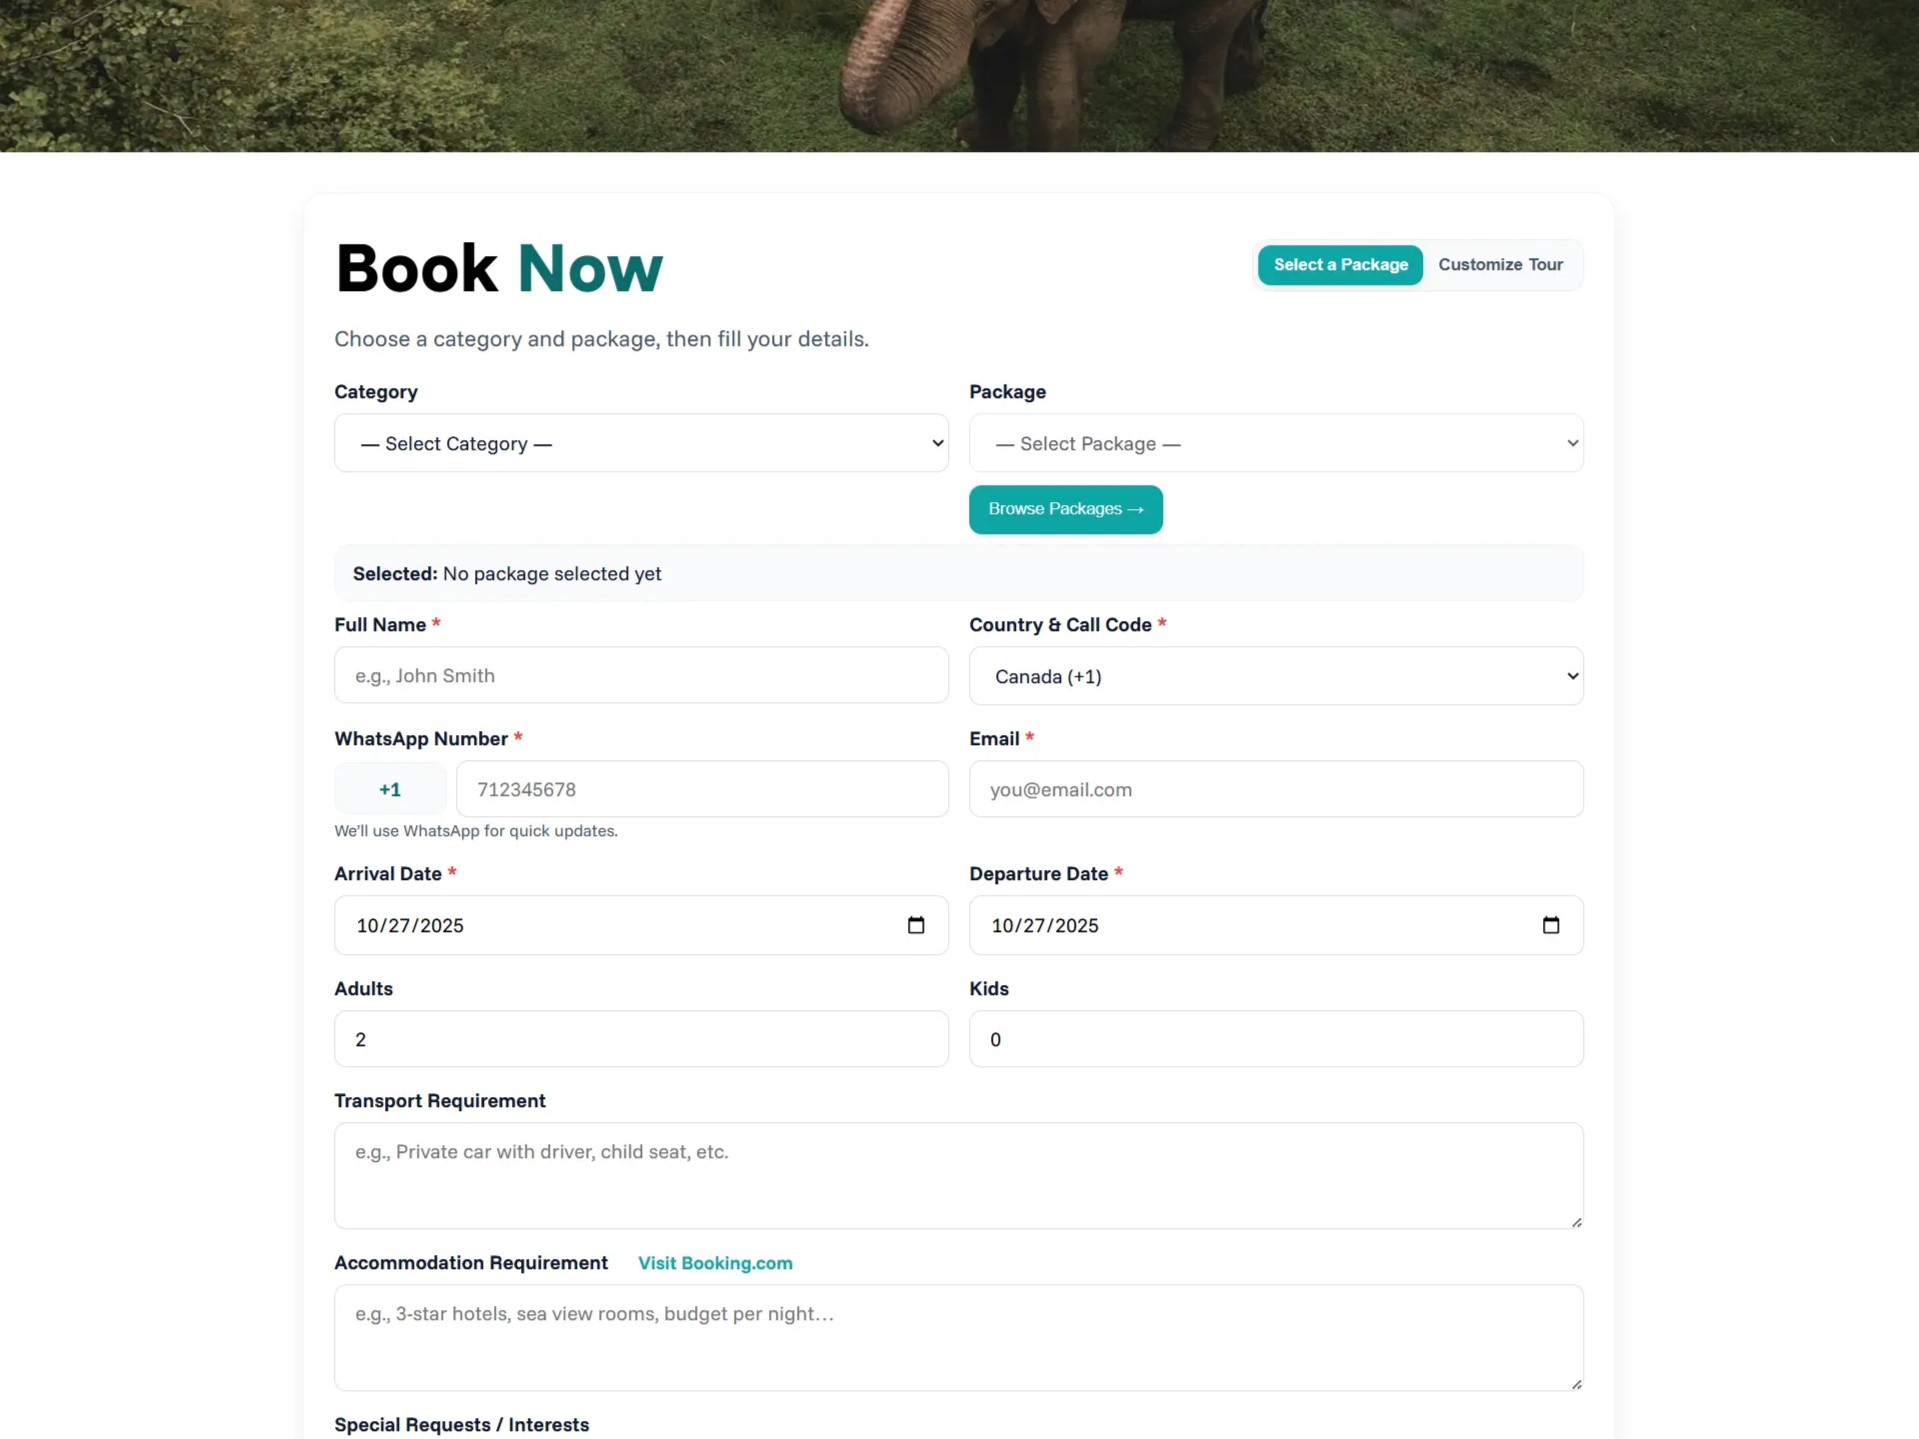 Book Now
Select a Package
Customize Tour
Choose a category and package, then fill your details.
Category
Package
— Select Category —
— Select Package —
Browse Packages →
Selected: No package selected yet
Full Name *
Country & Call Code *
e.g., John Smith
Canada (+1)
WhatsApp Number *
Email *
+1
712345678
you@email.com
We'll use WhatsApp for quick updates.
Arrival Date *
Departure Date *
10/27/2025
10/27/2025
Adults
Kids
2
0
Transport Requirement
e.g., Private car with driver, child seat, etc.
Accommodation Requirement
Visit Booking.com
e.g., 3-star hotels, sea view rooms, budget per night…
Special Requests / Interests